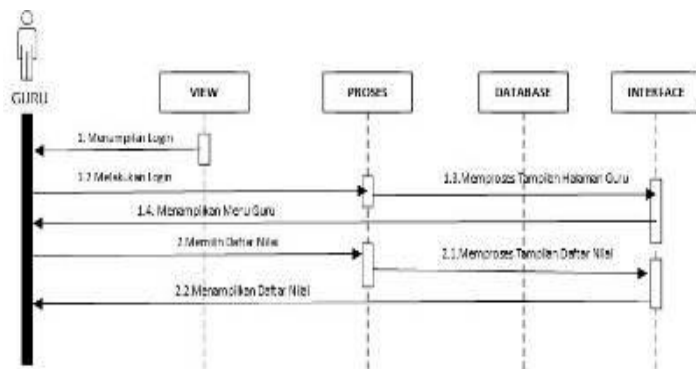 GURU
VIEW
PROSES
DATABASE
INTERFACE
1. Menampilan Login
1.2 Melakukan Login
1.3.Memproses Tampilan Halaman Guru
1.4. Menampilkan Menu Guru
2.Memilih Daftar Nilai
2.1.Memproses Tampilan Daftar Nilai
2.2 Menampilkan Daftar Nilai